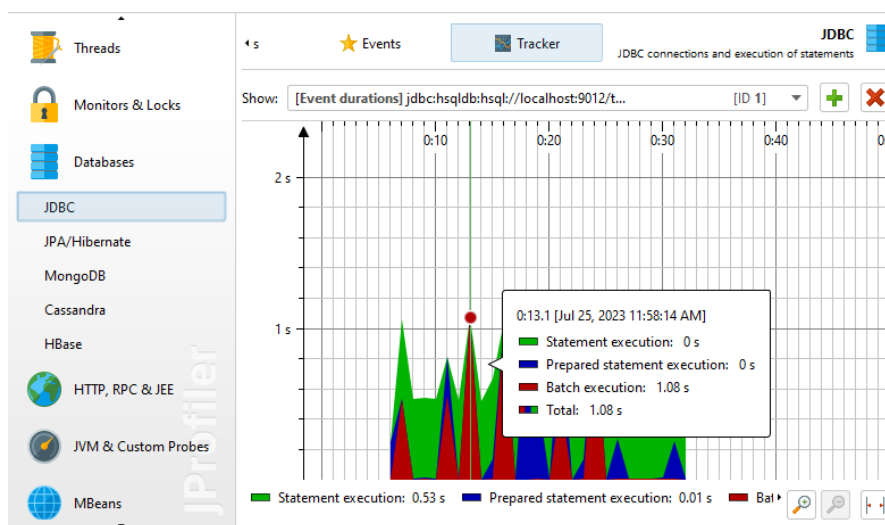 Threads
Monitors & Locks
Databases
JDBC
JPA/Hibernate
MongoDB
Cassandra
HBase
HTTP, RPC & JEE
JVM & Custom Probes
MBeans
JProfiler
s
Events
Tracker
JDBC
JDBC connections and execution of statements
Show: [Event durations] jdbc:hsqldb:hsql://localhost:9012/t... [ID 1]
0:10 0:20 0:30 0:40 0:
2 s
1 s
0:13.1 [Jul 25, 2023 11:58:14 AM]
Statement execution: 0 s
Prepared statement execution: 0 s
Batch execution: 1.08 s
Total: 1.08 s
Statement execution: 0.53 s Prepared statement execution: 0.01 s Bat